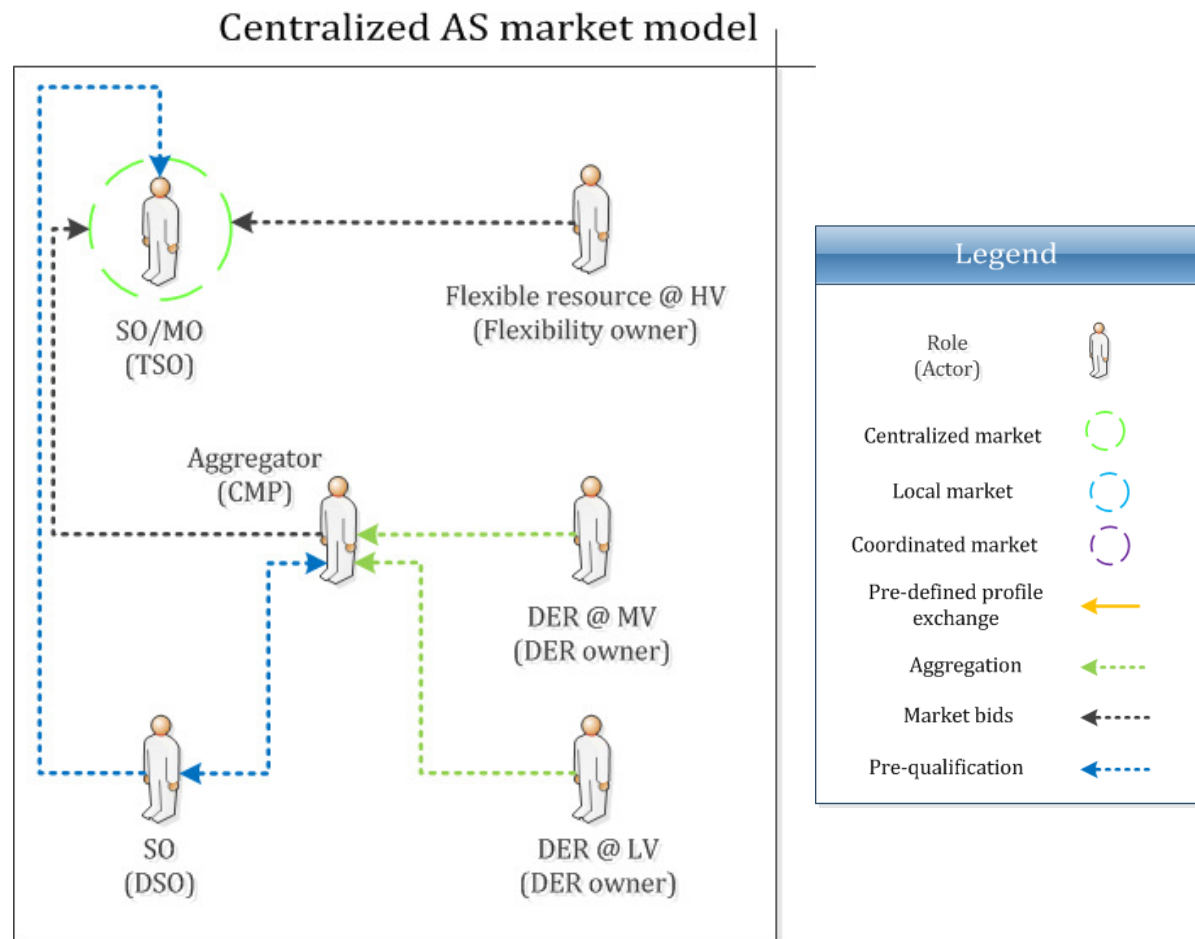 Centralized AS market model
SO/MO
(TSO)
Flexible resource @ HV
(Flexibility owner)
Aggregator
(CMP)
DER @ MV
(DER owner)
SO
(DSO)
DER @ LV
(DER owner)
Legend
Role
(Actor)
Centralized market
Local market
Coordinated market
Pre-defined profile
exchange
Aggregation
Market bids
Pre-qualification